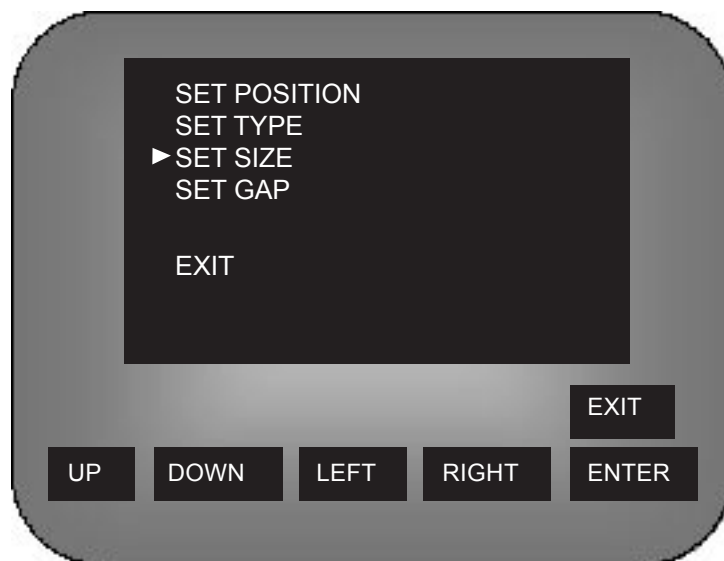 SET POSITION
SET TYPE
SET SIZE
SET GAP
EXIT
EXIT
UP DOWN LEFT RIGHT ENTER